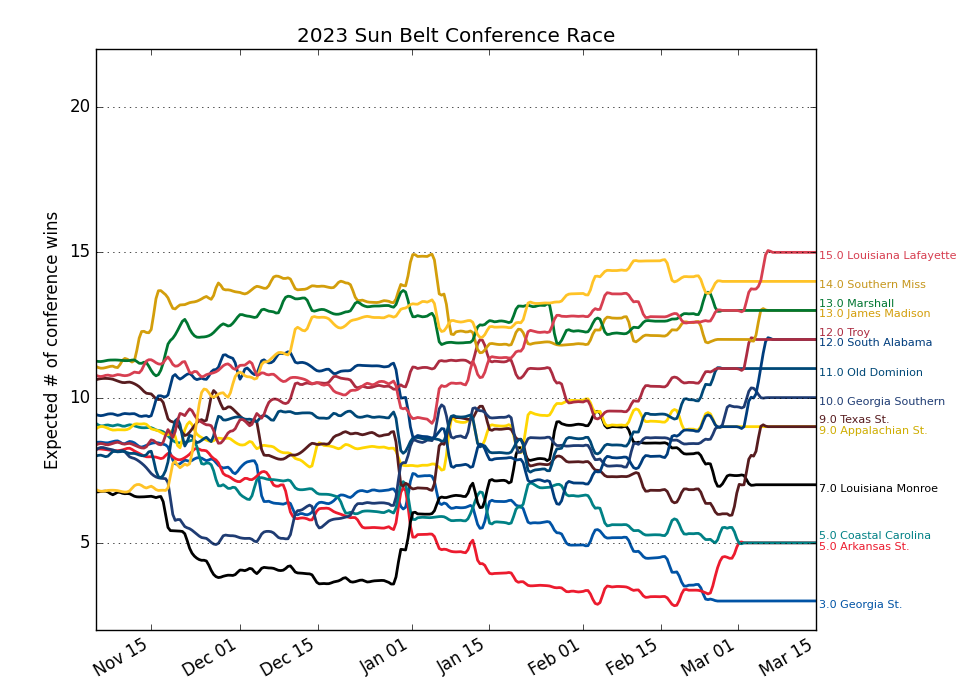 2023 Sun Belt Conference Race
Expected # of conference wins
20
15
10
5
15.0 Louisiana Lafayette
14.0 Southern Miss
13.0 Marshall
13.0 James Madison
12.0 Troy
12.0 South Alabama
11.0 Old Dominion
10.0 Georgia Southern
9.0 Texas St.
9.0 Appalachian St.
7.0 Louisiana Monroe
5.0 Coastal Carolina
5.0 Arkansas St.
3.0 Georgia St.
Nov 15
Dec 01
Dec 15
Jan 01
Jan 15
Feb 01
Feb 15
Mar 01
Mar 15